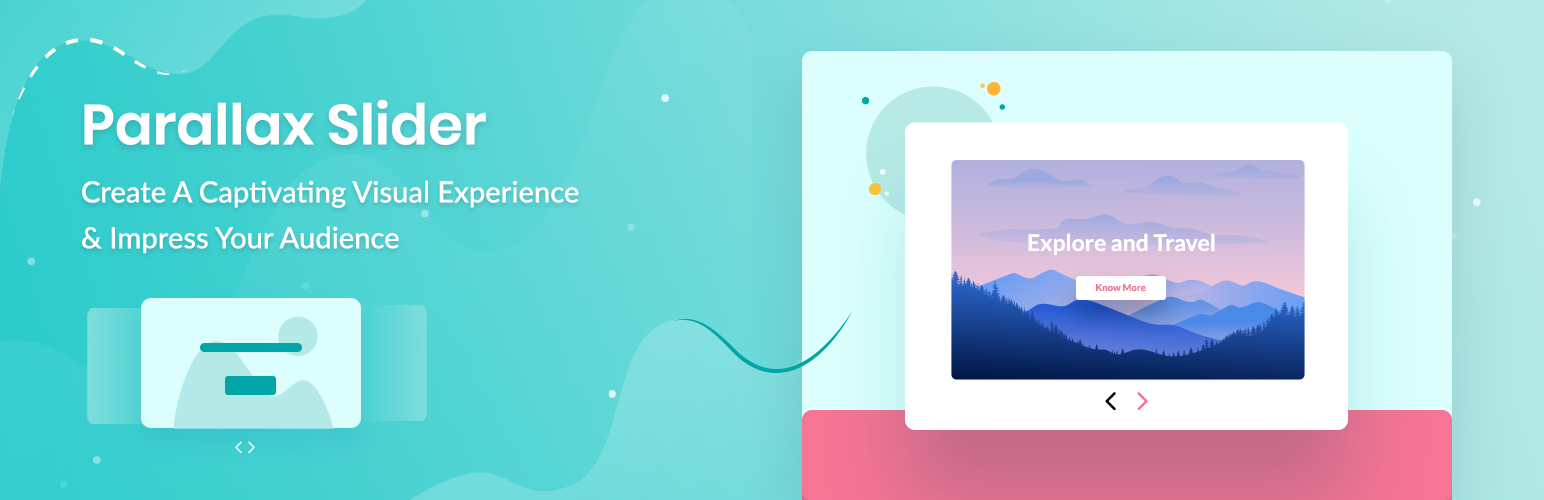 Parallax Slider
Create A Captivating Visual Experience
& Impress Your Audience
Explore and Travel
Know More